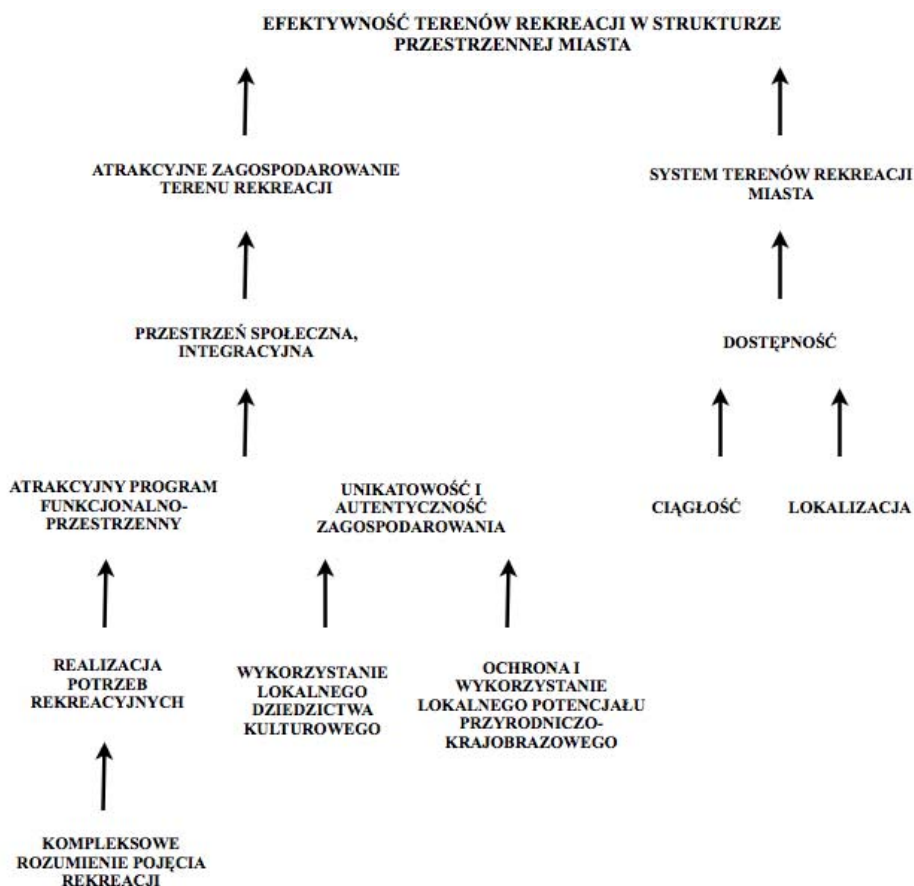 EFEKTYWNOŚĆ TERENÓW REKREACJI W STRUKTURZE
PRZESTRZENNEJ MIASTA
ATRAKCYJNE ZAGOSPODAROWANIE
TERENU REKREACJI
SYSTEM TERENÓW REKREACJI
MIASTA
PRZESTRZEŃ SPOŁECZNA,
INTEGRACYJNA
DOSTĘPNOŚĆ
ATRAKCYJNY PROGRAM
FUNKCJONALNO-
PRZESTRZENNY
UNIKATOWOŚĆ I
AUTENTYCZNOŚĆ
ZAGOSPODAROWANIA
CIĄGŁOŚĆ
LOKALIZACJA
REALIZACJA
POTRZEB
REKREACYJNYCH
WYKORZYSTANIE
LOKALNEGO
DZIEDZICTWA
KULTUROWEGO
OCHRONA I
WYKORZYSTANIE
LOKALNEGO POTENCJAŁU
PRZYRODNICZO-
KRAJOBRAZOWEGO
KOMPLEKSOWE
ROZUMIENIE POJĘCIA
REKREACJI